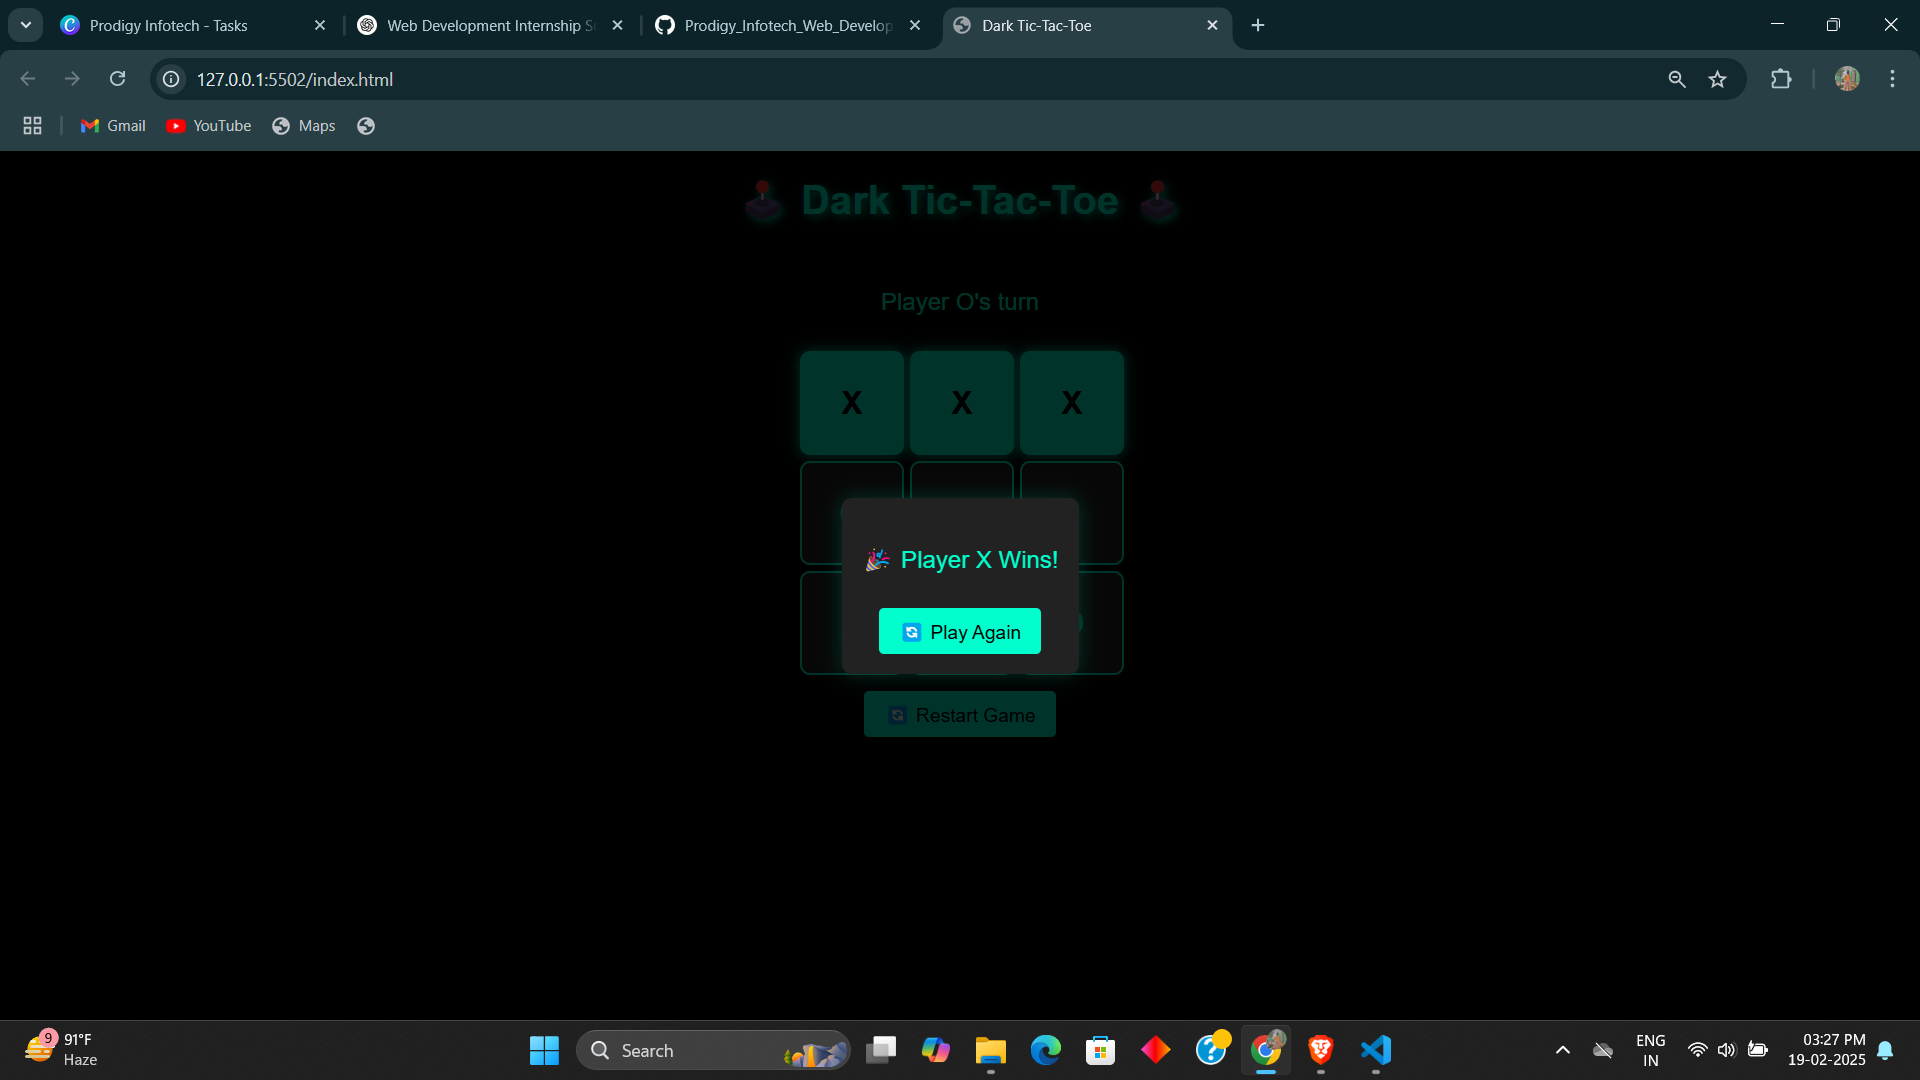 Prodigy Infotech - Tasks
Web Development Internship S
Prodigy_Infotech_Web_Develop
Dark Tic-Tac-Toe
127.0.0.1:5502/index.html
Gmail
YouTube
Maps
Dark Tic-Tac-Toe
Player O's turn
X X X
Player X Wins!
Play Again
Restart Game
9
91°F
Haze
Search
ENG
IN
03:27 PM
19-02-2025